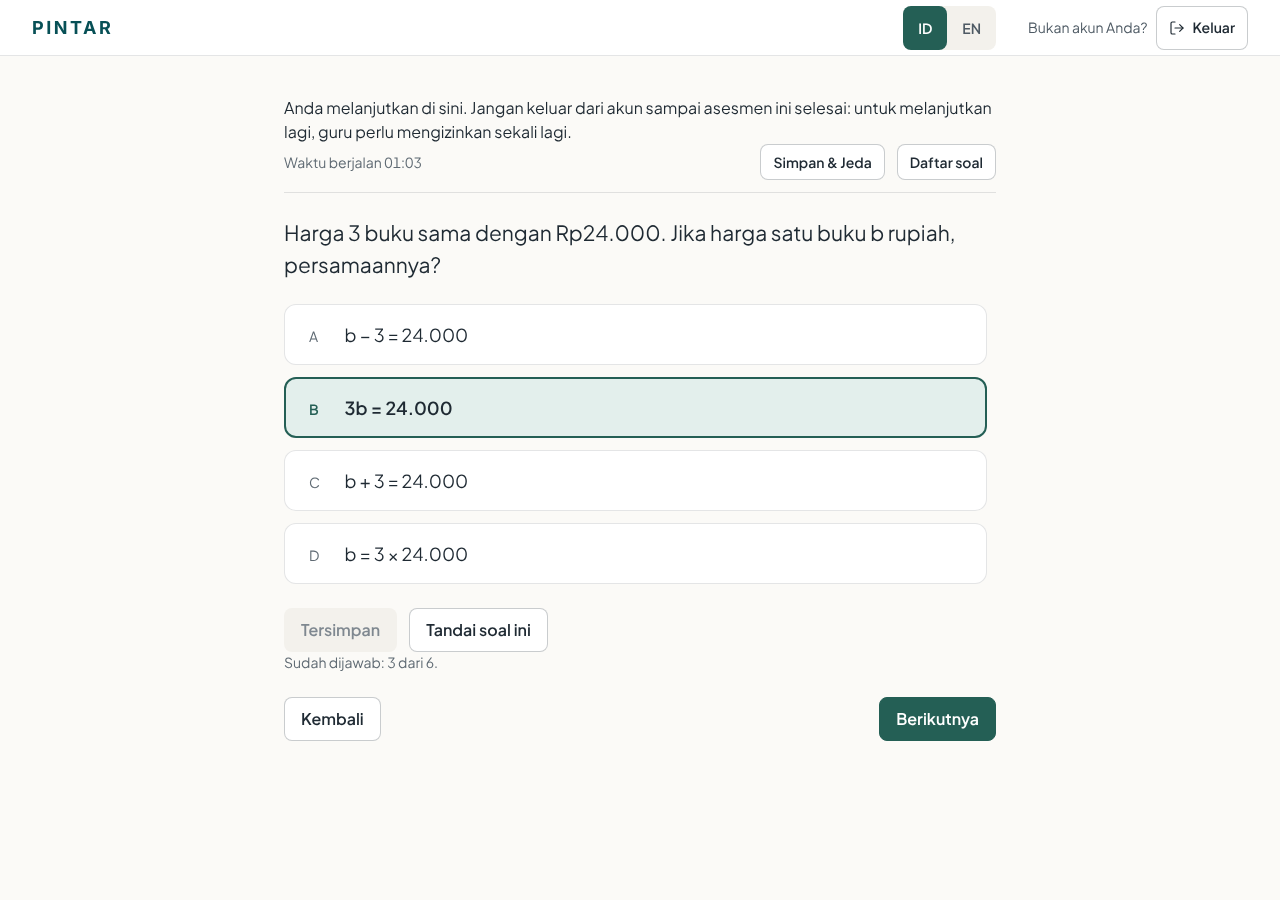 PINTAR
ID EN
Bukan akun Anda? Keluar
Anda melanjutkan di sini. Jangan keluar dari akun sampai asesmen ini selesai: untuk melanjutkan
lagi, guru perlu mengizinkan sekali lagi.
Waktu berjalan 01:03
Simpan & Jeda
Daftar soal
Harga 3 buku sama dengan Rp24.000. Jika harga satu buku b rupiah,
persamaannya?
A b − 3 = 24.000
B 3b = 24.000
C b + 3 = 24.000
D b = 3 × 24.000
Tersimpan
Tandai soal ini
Sudah dijawab: 3 dari 6.
Kembali
Berikutnya